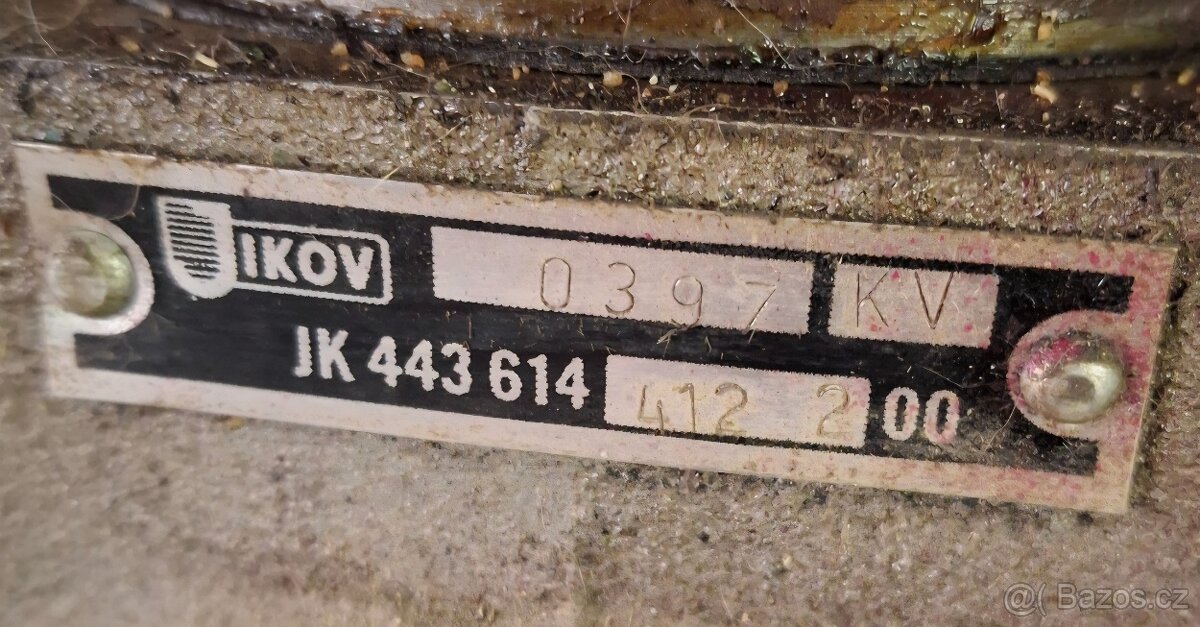 IKOV 0397 KV
JK 443 614 412 2 00
@( Bazos.cz